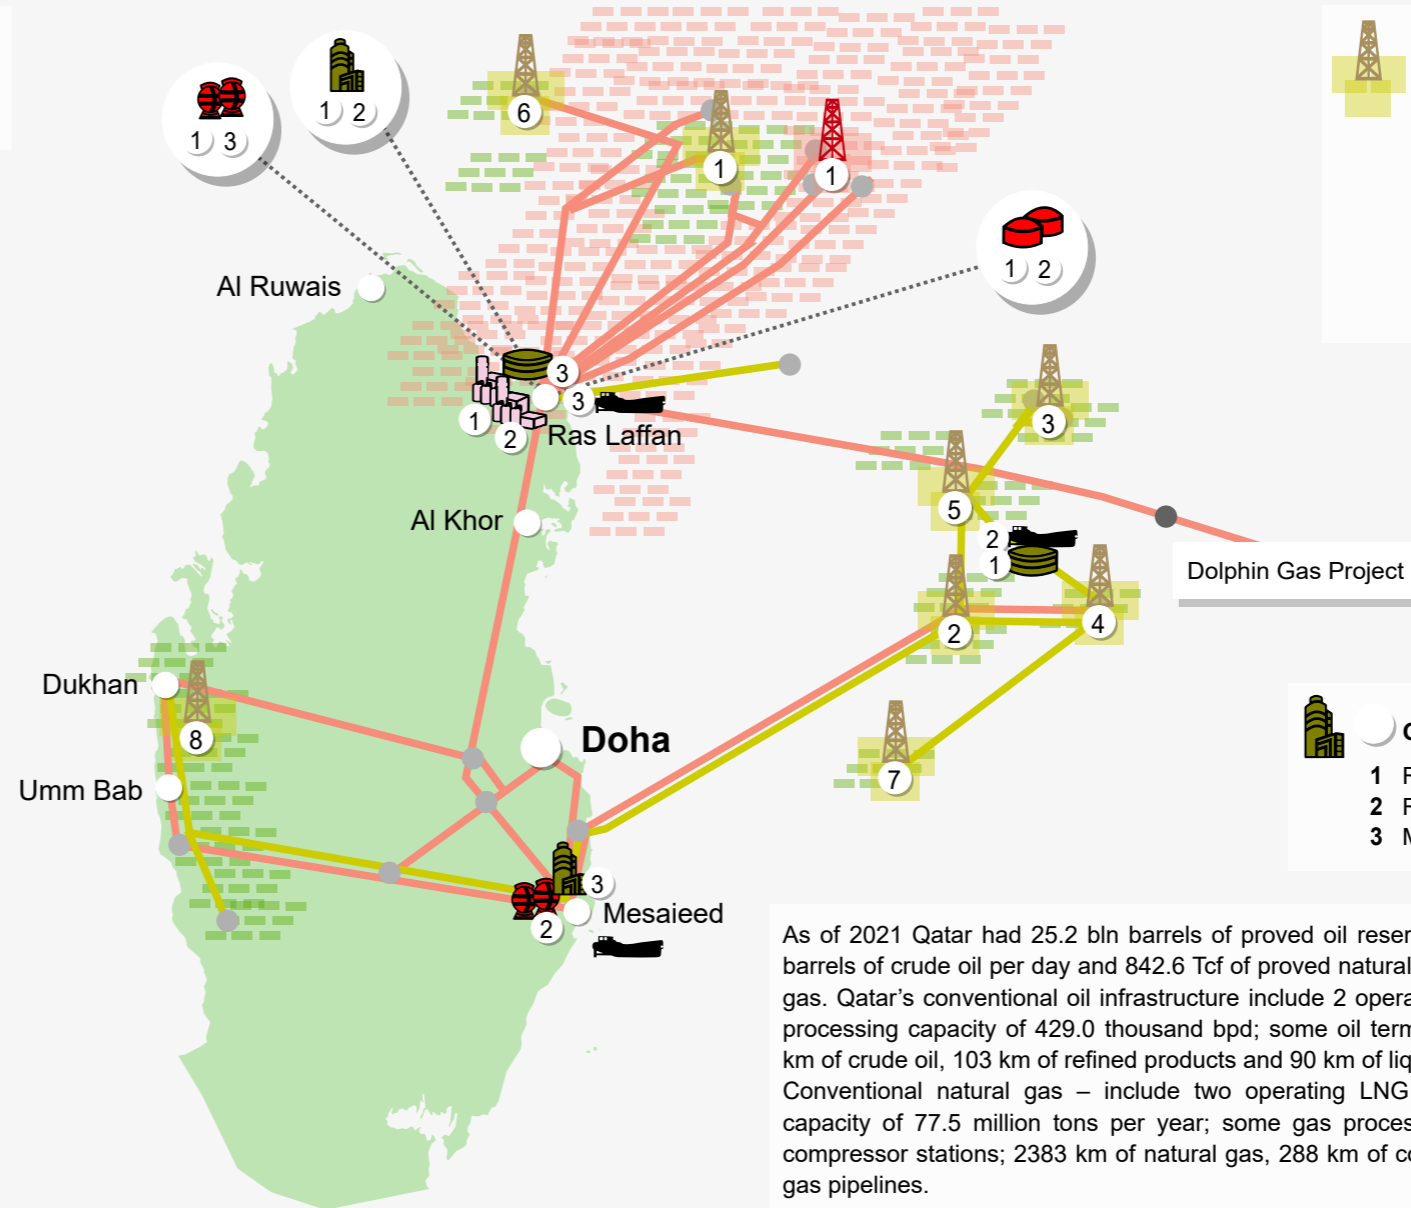 1 2
1 3
6
1
1
1 2
Al Ruwais
3
3
3
1
2
Ras Laffan
5
Al Khor
2
1
Dolphin Gas Project
2
4
Dukhan
8
Doha
7
Umm Bab
1
2
3
3
Mesaieed
2
As of 2021 Qatar had 25.2 bln barrels of proved oil
barrels of crude oil per day and 842.6 Tcf of proved natural
gas. Qatar's conventional oil infrastructure include 2
processing capacity of 429.0 thousand bpd; some oil
km of crude oil, 103 km of refined products and 90 km of
Conventional natural gas – include two operating LNG
capacity of 77.5 million tons per year; some gas
compressor stations; 2383 km of natural gas, 288 km of
gas pipelines.